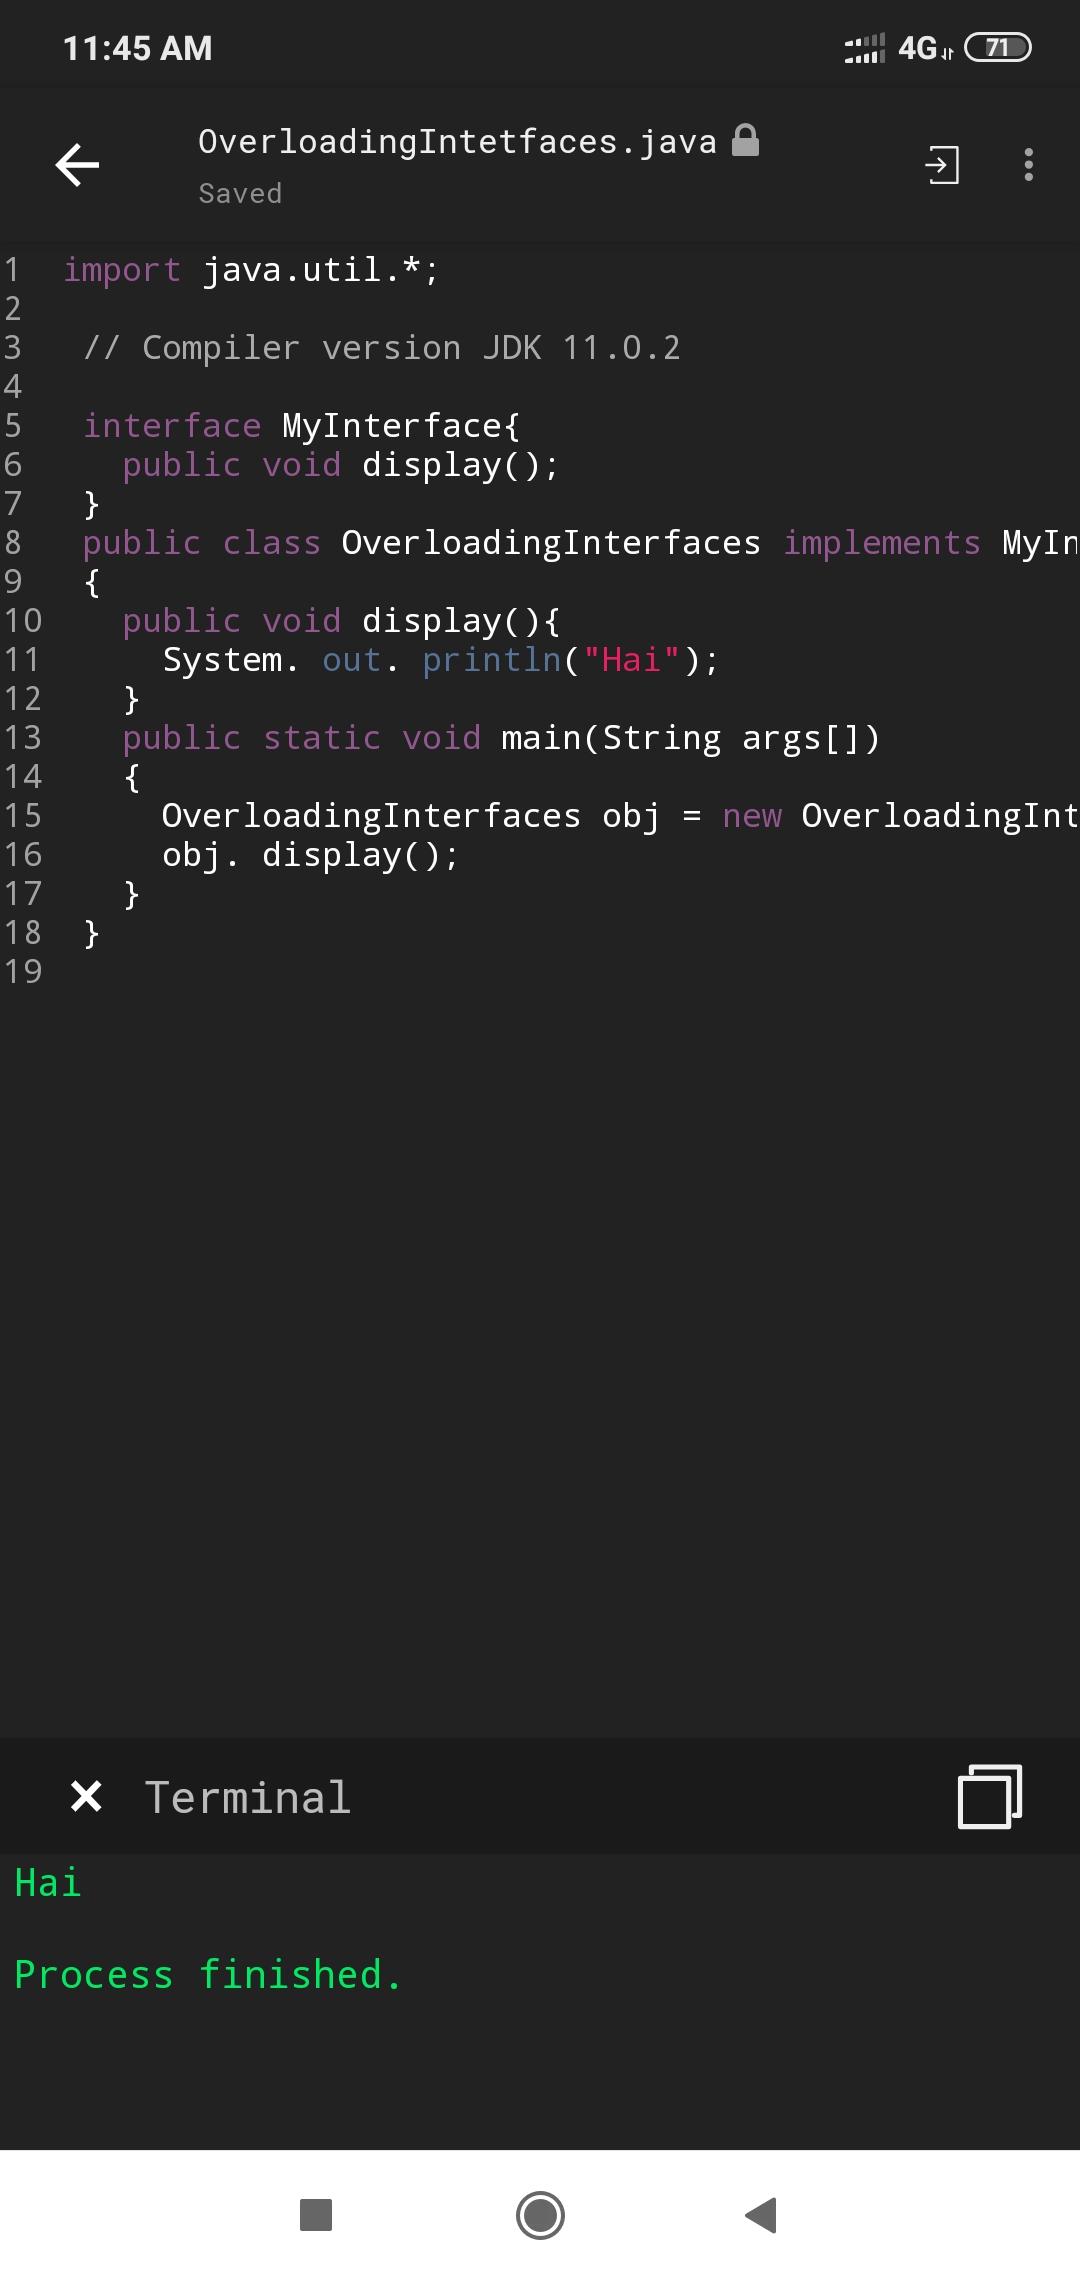 11:45 AM 4G 71
OverloadingIntetfaces.java
Saved
1 import java.util.*;
2
3 // Compiler version JDK 11.0.2
4
5 interface MyInterface{
6 public void display();
7 }
8 public class OverloadingInterfaces implements MyIn
9 {
10 public void display(){
11 System. out. println("Hai");
12 }
13 public static void main(String args[])
14 {
15 OverloadingInterfaces obj = new OverloadingInt
16 obj. display();
17 }
18 }
19
Terminal
Hai
Process finished.